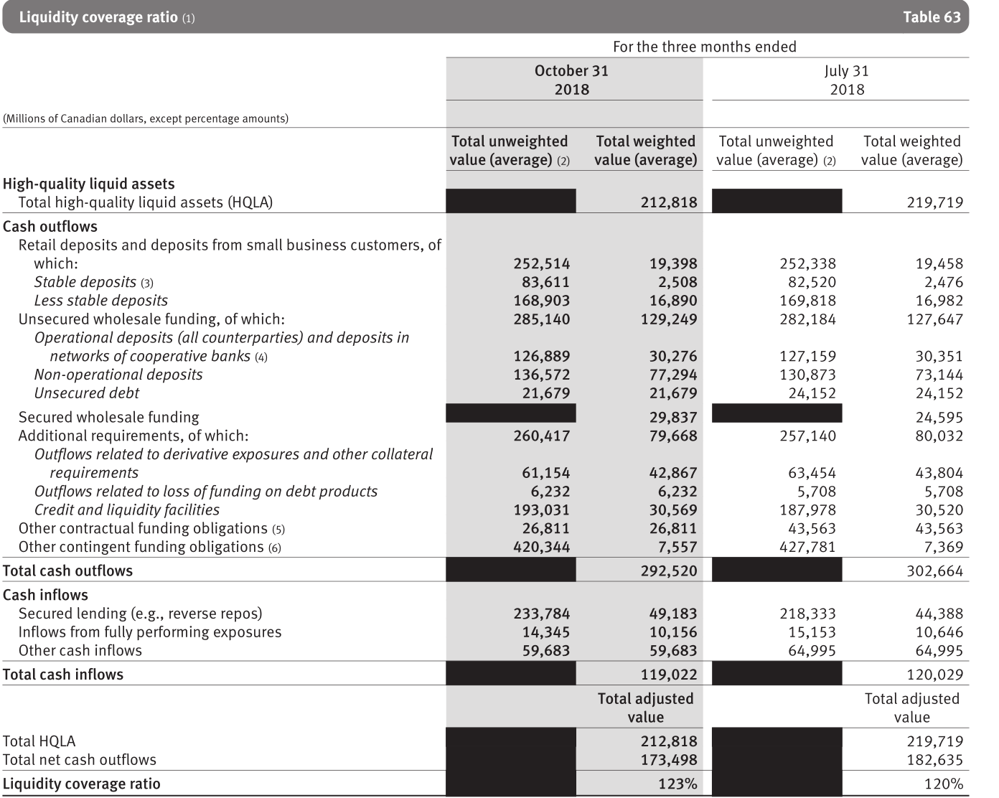 Liquidity coverage ratio (1) Table 63
For the three months ended
October 31 July 31
2018 2018
(Millions of Canadian dollars, except percentage amounts)
Total unweighted Total weighted Total unweighted Total weighted
value (average) (2) value (average) value (average) (2) value (average)
High-quality liquid assets
Total high-quality liquid assets (HQLA) 212,818 219,719
Cash outflows
Retail deposits and deposits from small business customers, of
which: 252,514 19,398 252,338 19,458
Stable deposits (3) 83,611 2,508 82,520 2,476
Less stable deposits 168,903 16,890 169,818 16,982
Unsecured wholesale funding, of which: 285,140 129,249 282,184 127,647
Operational deposits (all counterparties) and deposits in
networks of cooperative banks (4) 126,889 30,276 127,159 30,351
Non-operational deposits 136,572 77,294 130,873 73,144
Unsecured debt 21,679 21,679 24,152 24,152
Secured wholesale funding 29,837 24,595
Additional requirements, of which: 260,417 79,668 257,140 80,032
Outflows related to derivative exposures and other collateral
requirements 61,154 42,867 63,454 43,804
Outflows related to loss of funding on debt products 6,232 6,232 5,708 5,708
Credit and liquidity facilities 193,031 30,569 187,978 30,520
Other contractual funding obligations (5) 26,811 26,811 43,563 43,563
Other contingent funding obligations (6) 420,344 7,557 427,781 7,369
Total cash outflows 292,520 302,664
Cash inflows
Secured lending (e.g., reverse repos) 233,784 49,183 218,333 44,388
Inflows from fully performing exposures 14,345 10,156 15,153 10,646
Other cash inflows 59,683 59,683 64,995 64,995
Total cash inflows 119,022 120,029
Total adjusted Total adjusted
value value
Total HQLA 212,818 219,719
Total net cash outflows 173,498 182,635
Liquidity coverage ratio 123% 120%